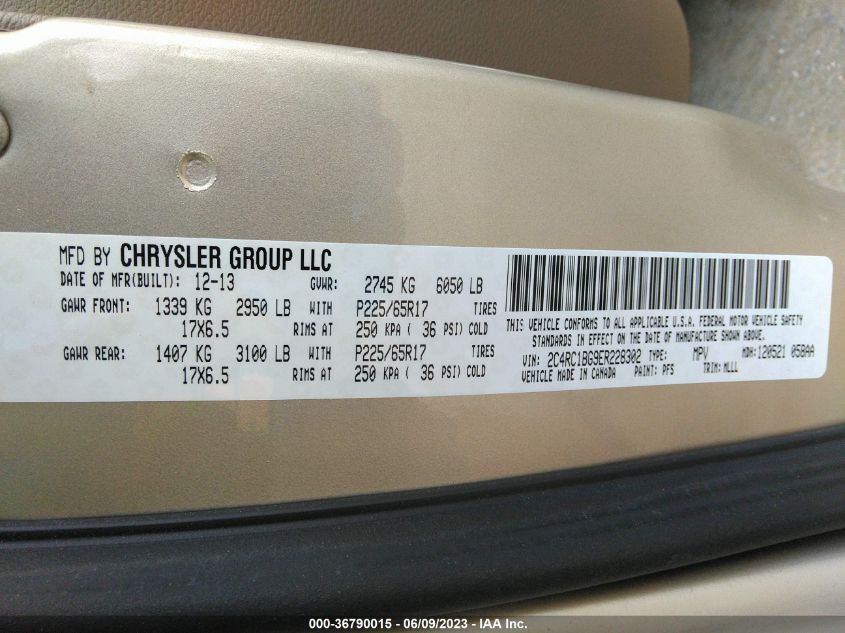 MFD BY CHRYSLER GROUP LLC
DATE OF MFR(BUILT): 12-13 GVWR: 2745 KG 6050 LB
GAWR FRONT: 1339 KG 2950 LB WITH P225/65R17 TIRES
17X6.5 RIMS AT 250 KPA ( 36 PSI) COLD
GAWR REAR: 1407 KG 3100 LB WITH P225/65R17 TIRES
17X6.5 RIMS AT 250 KPA ( 36 PSI) COLD
THIS VEHICLE CONFORMS TO ALL APPLICABLE U.S.A. FEDERAL MOTOR VEHICLE SAFETY
STANDARDS IN EFFECT ON THE DATE OF MANUFACTURE SHOWN ABOVE.
VIN: 2C4RC1BG9ER228302 TYPE: MPV MDH: 120521 05BAA
VEHICLE MADE IN CANADA PAINT: PFS TRIM: MLLL
000-36790015 - 06/09/2023 - IAA Inc.